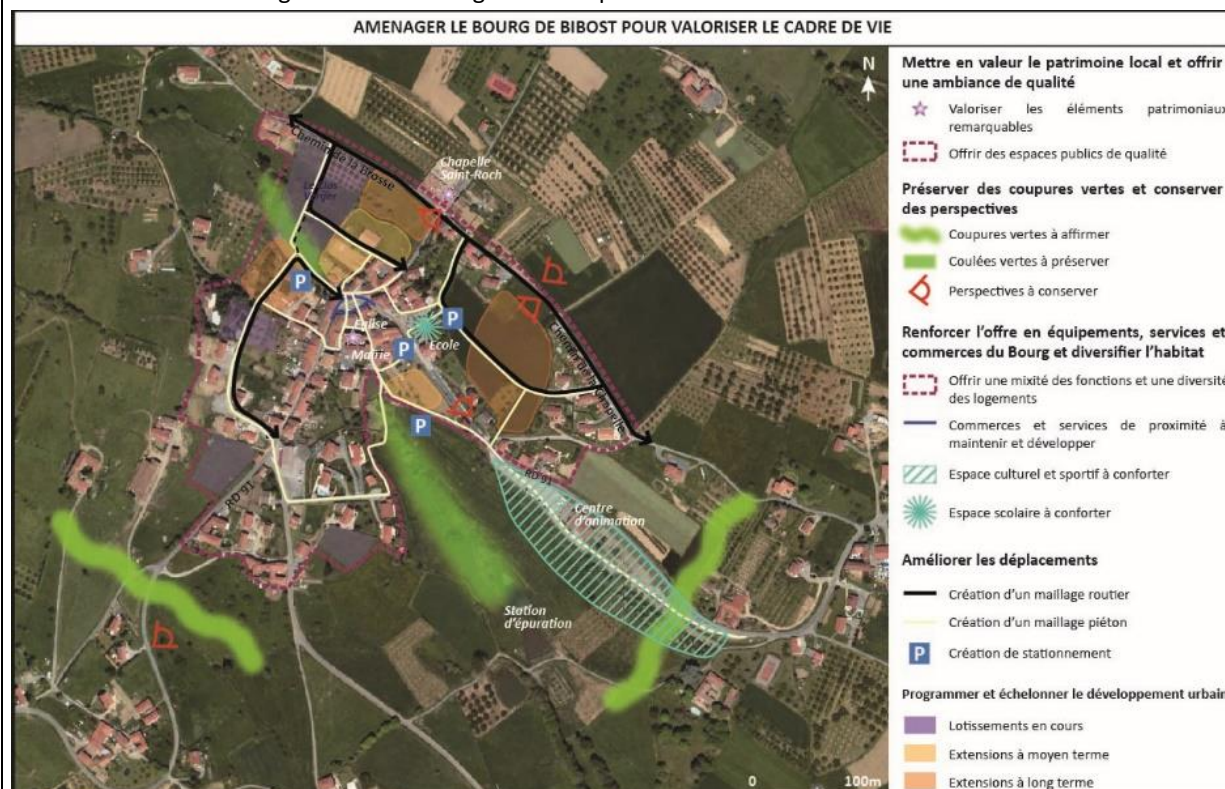 AMENAGER LE BOURG DE BIBOST POUR VALORISER LE CADRE DE VIE
N
Chemin de la Brosse
Chapelle
Saint-Roch
P
P
Eglise
Ecole
P
Mairie
P
Chapelle
RD 91
RD 91
Centre
d'animation
Station
d'épuration
0 100m
Mettre en valeur le patrimoine local et offrir
une ambiance de qualité
Valoriser les éléments patrimoniaux
remarquables
Offrir des espaces publics de qualité
Préserver des coupures vertes et conserver
des perspectives
Coupures vertes à affirmer
Coulées vertes à préserver
Perspectives à conserver
Renforcer l'offre en équipements, services et
commerces du Bourg et diversifier l'habitat
Offrir une mixité des fonctions et une diversité
des logements
Commerces et services de proximité à
maintenir et développer
Espace culturel et sportif à conforter
Espace scolaire à conforter
Améliorer les déplacements
Création d'un maillage routier
Création d'un maillage piéton
P Création de stationnement
Programmer et échelonner le développement urbain
Lotissements en cours
Extensions à moyen terme
Extensions à long terme